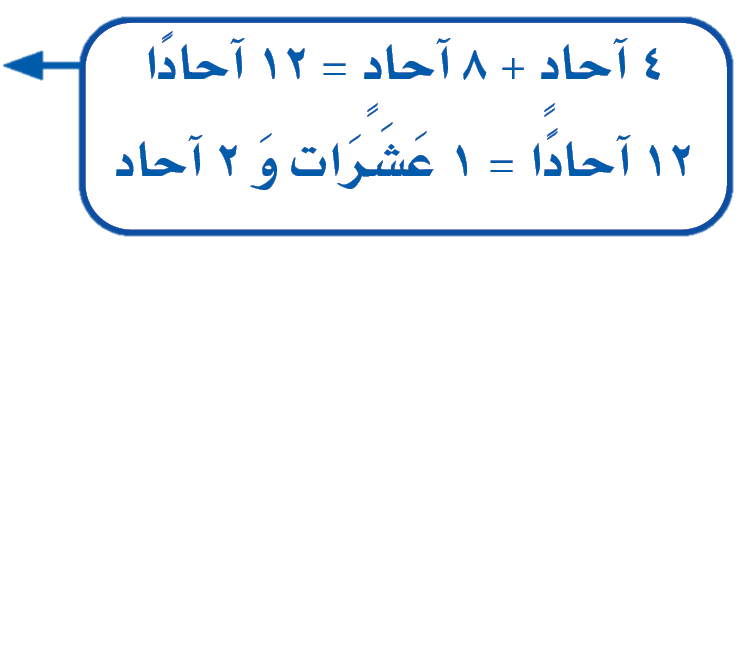 ٤ آحادٍ + ٨ آحادٍ = ١٢ آحادًا
١٢ آحادًا = ١ عَشَرَات وَ ٢ آحاد